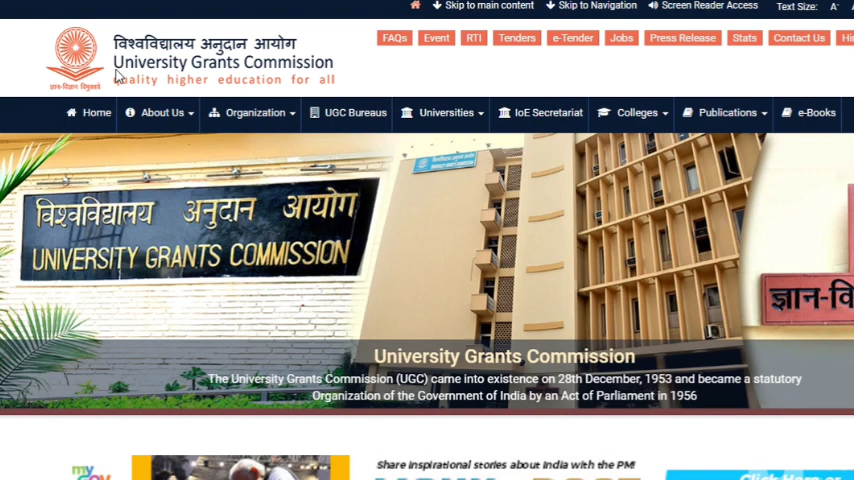 Skip to main content Skip to Navigation Screen Reader Access Text Size: A-
FAQs Event RTI Tenders e-Tender Jobs Press Release Stats Contact Us
विश्वविद्यालय अनुदान आयोग
University Grants Commission
quality higher education for all
ज्ञान-विज्ञान विमुक्तये
Home About Us Organization UGC Bureaus Universities IoE Secretariat Colleges Publications e-Books
विश्वविद्यालय अनुदान आयोग
UNIVERSITY GRANTS COMMISSION
ज्ञान-वि
University Grants Commission
The University Grants Commission (UGC) came into existence on 28th December, 1953 and became a statutory
Organization of the Government of India by an Act of Parliament in 1956
my
GOV
Share inspirational stories about India with the PM!